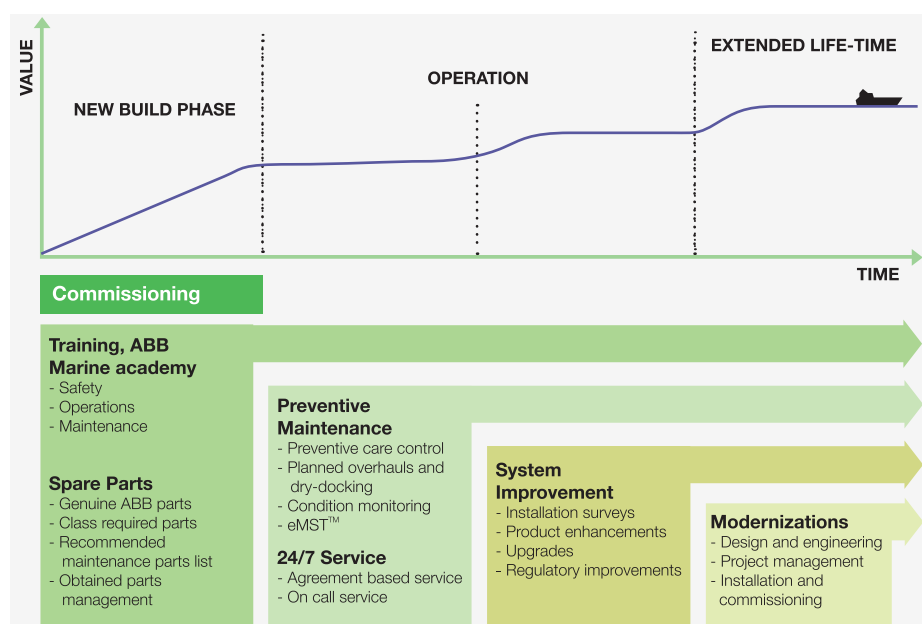 VALUE
NEW BUILD PHASE
OPERATION
EXTENDED LIFE-TIME
TIME
Commissioning
Training, ABB
Marine academy
- Safety
- Operations
- Maintenance
Spare Parts
- Genuine ABB parts
- Class required parts
- Recommended
maintenance parts list
- Obtained parts
management
Preventive
Maintenance
- Preventive care control
- Planned overhauls and
dry-docking
- Condition monitoring
- eMST™
24/7 Service
- Agreement based service
- On call service
System
Improvement
- Installation surveys
- Product enhancements
- Upgrades
- Regulatory improvements
Modernizations
- Design and engineering
- Project management
- Installation and
commissioning